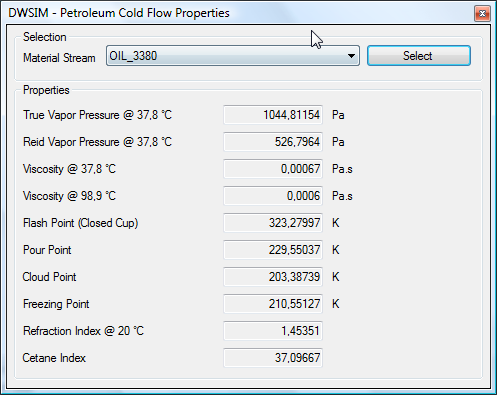 DWSIM - Petroleum Cold Flow Properties
Selection
Material Stream OIL_3380 Select
Properties
True Vapor Pressure @ 37,8 °C 1044,81154 Pa
Reid Vapor Pressure @ 37,8 °C 526,7964 Pa
Viscosity @ 37,8 °C 0,00067 Pa.s
Viscosity @ 98,9 °C 0,0006 Pa.s
Flash Point (Closed Cup) 323,27997 K
Pour Point 229,55037 K
Cloud Point 203,38739 K
Freezing Point 210,55127 K
Refraction Index @ 20 °C 1,45351
Cetane Index 37,09667